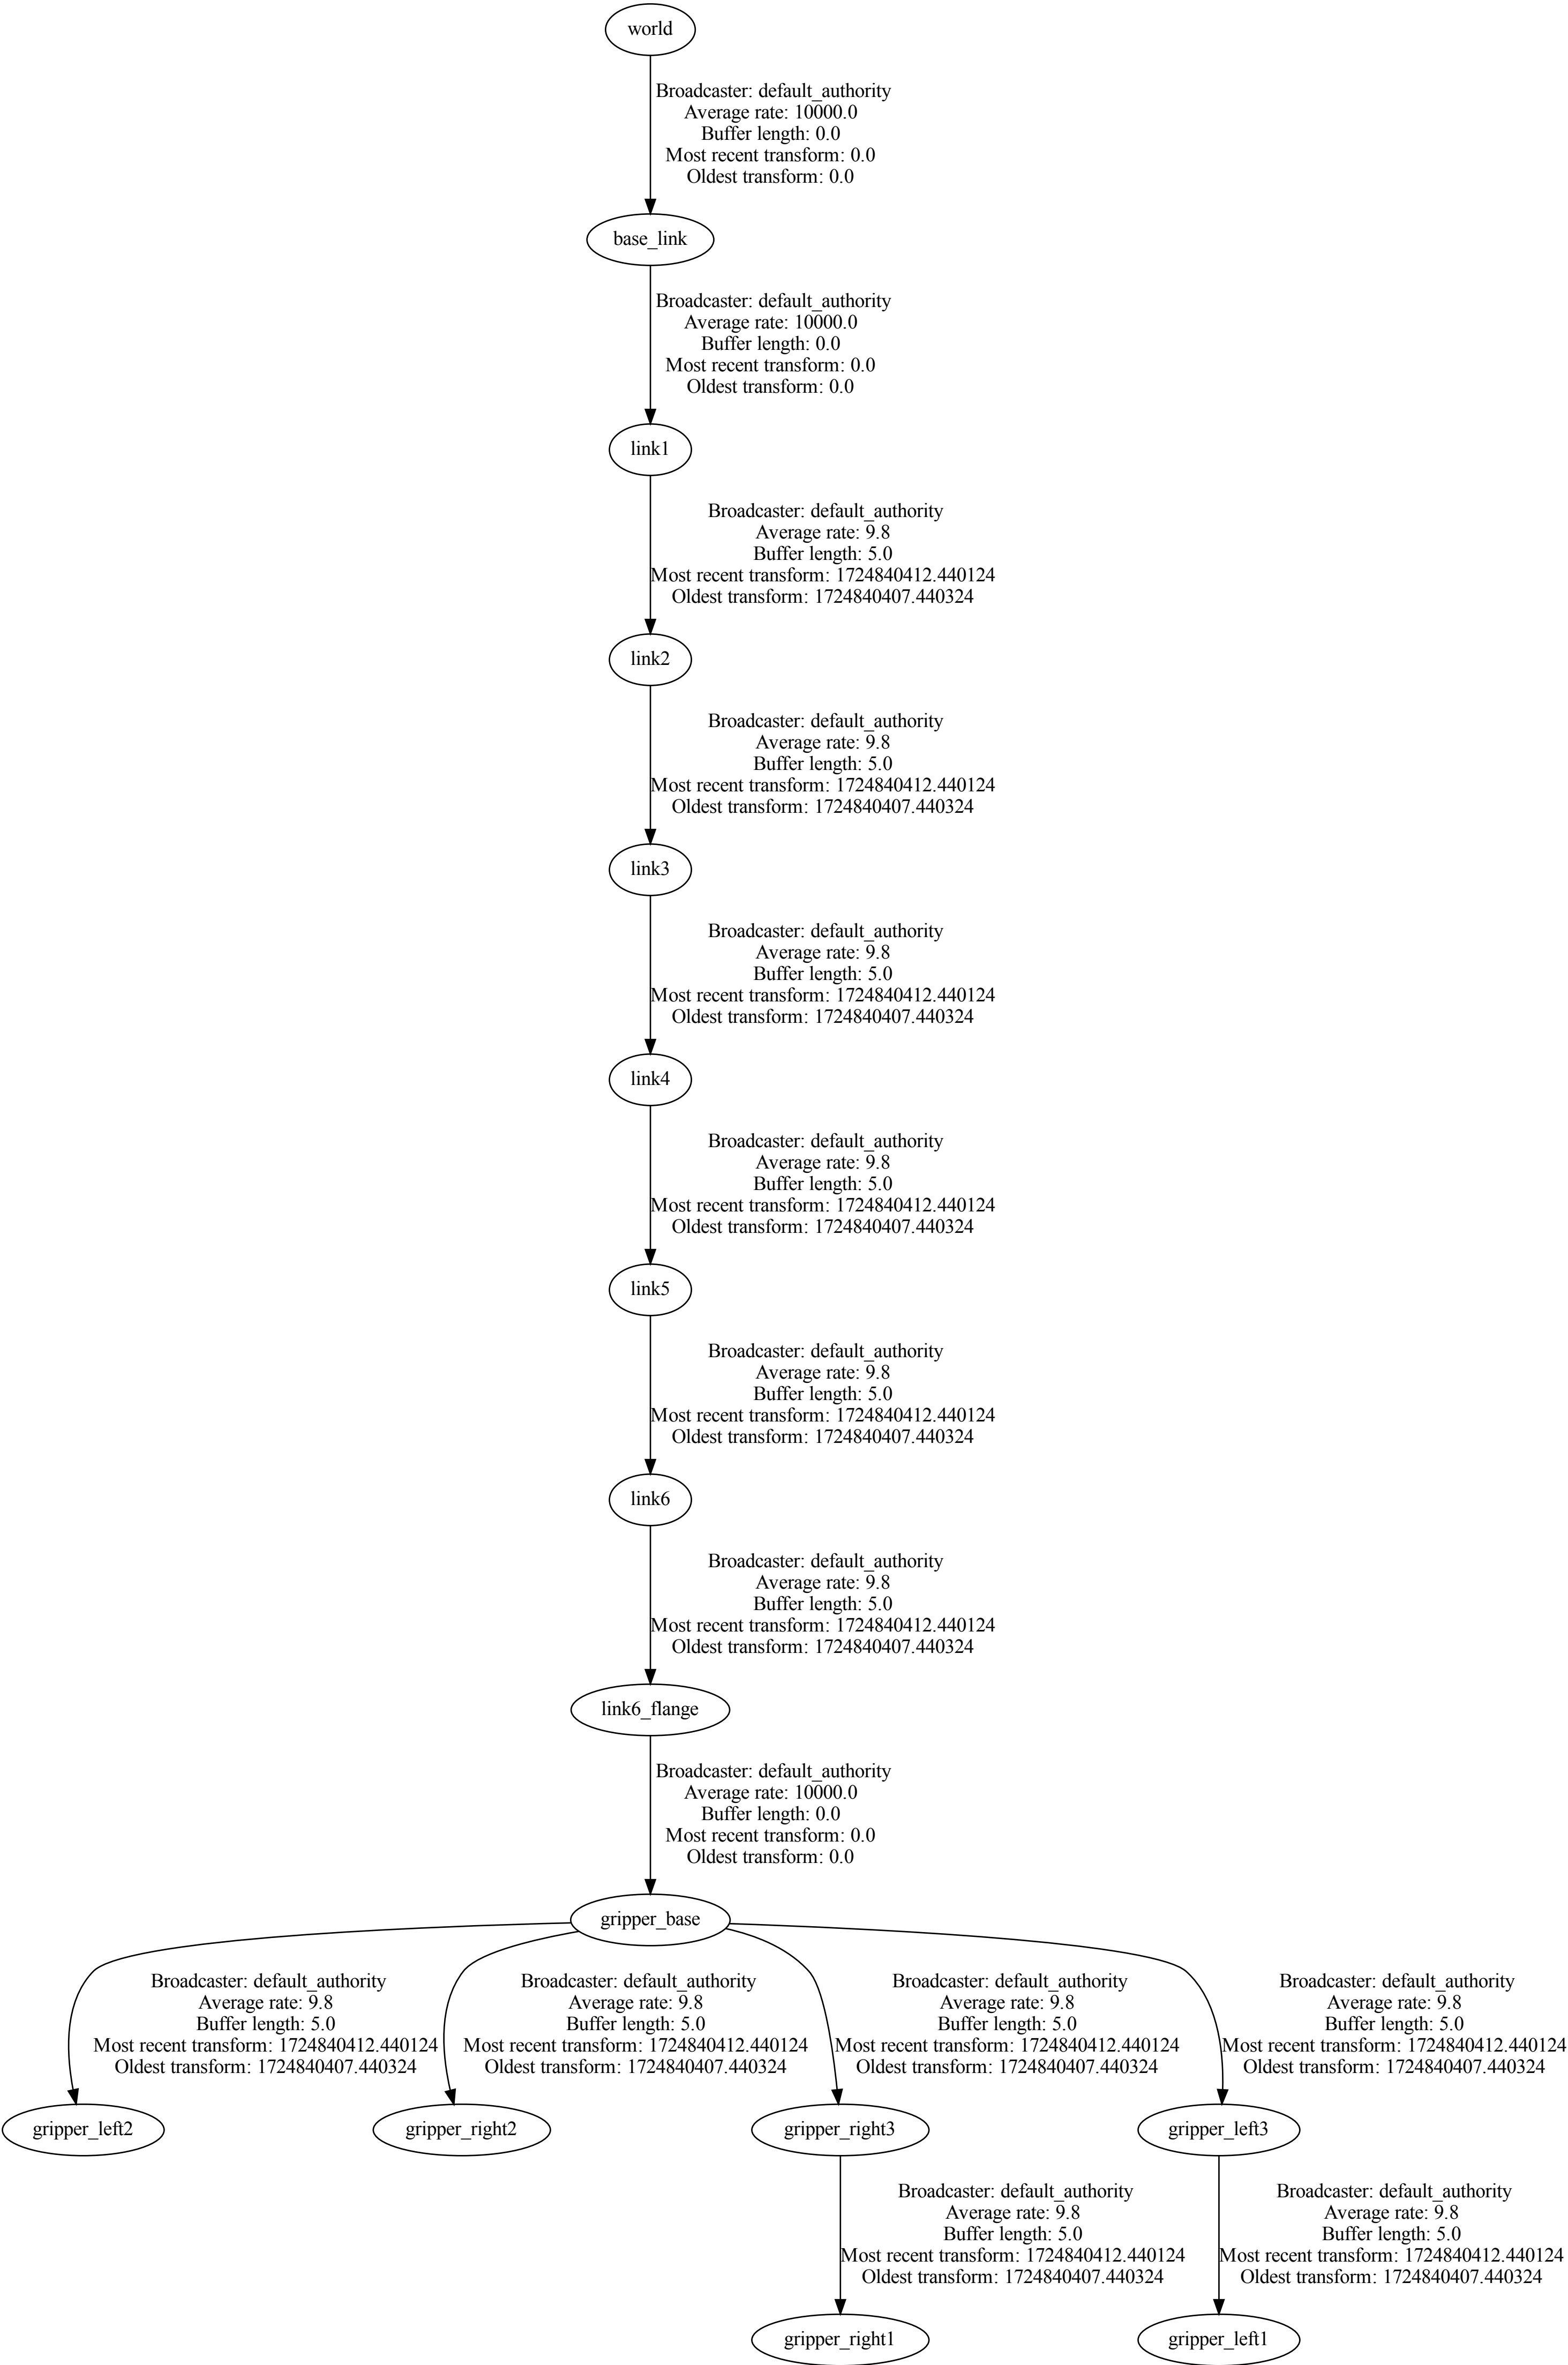 world
Broadcaster: default_authority
Average rate: 10000.0
Buffer length: 0.0
Most recent transform: 0.0
Oldest transform: 0.0
base_link
Broadcaster: default_authority
Average rate: 10000.0
Buffer length: 0.0
Most recent transform: 0.0
Oldest transform: 0.0
link1
Broadcaster: default_authority
Average rate: 9.8
Buffer length: 5.0
Most recent transform: 1724840412.440124
Oldest transform: 1724840407.440324
link2
Broadcaster: default_authority
Average rate: 9.8
Buffer length: 5.0
Most recent transform: 1724840412.440124
Oldest transform: 1724840407.440324
link3
Broadcaster: default_authority
Average rate: 9.8
Buffer length: 5.0
Most recent transform: 1724840412.440124
Oldest transform: 1724840407.440324
link4
Broadcaster: default_authority
Average rate: 9.8
Buffer length: 5.0
Most recent transform: 1724840412.440124
Oldest transform: 1724840407.440324
link5
Broadcaster: default_authority
Average rate: 9.8
Buffer length: 5.0
Most recent transform: 1724840412.440124
Oldest transform: 1724840407.440324
link6
Broadcaster: default_authority
Average rate: 9.8
Buffer length: 5.0
Most recent transform: 1724840412.440124
Oldest transform: 1724840407.440324
link6_flange
Broadcaster: default_authority
Average rate: 10000.0
Buffer length: 0.0
Most recent transform: 0.0
Oldest transform: 0.0
gripper_base
Broadcaster: default_authority
Average rate: 9.8
Buffer length: 5.0
Most recent transform: 1724840412.440124
Oldest transform: 1724840407.440324
Broadcaster: default_authority
Average rate: 9.8
Buffer length: 5.0
Most recent transform: 1724840412.440124
Oldest transform: 1724840407.440324
Broadcaster: default_authority
Average rate: 9.8
Buffer length: 5.0
Most recent transform: 1724840412.440124
Oldest transform: 1724840407.440324
Broadcaster: default_authority
Average rate: 9.8
Buffer length: 5.0
Most recent transform: 1724840412.440124
Oldest transform: 1724840407.440324
gripper_left2
gripper_right2
gripper_right3
gripper_left3
Broadcaster: default_authority
Average rate: 9.8
Buffer length: 5.0
Most recent transform: 1724840412.440124
Oldest transform: 1724840407.440324
Broadcaster: default_authority
Average rate: 9.8
Buffer length: 5.0
Most recent transform: 1724840412.440124
Oldest transform: 1724840407.440324
gripper_right1
gripper_left1